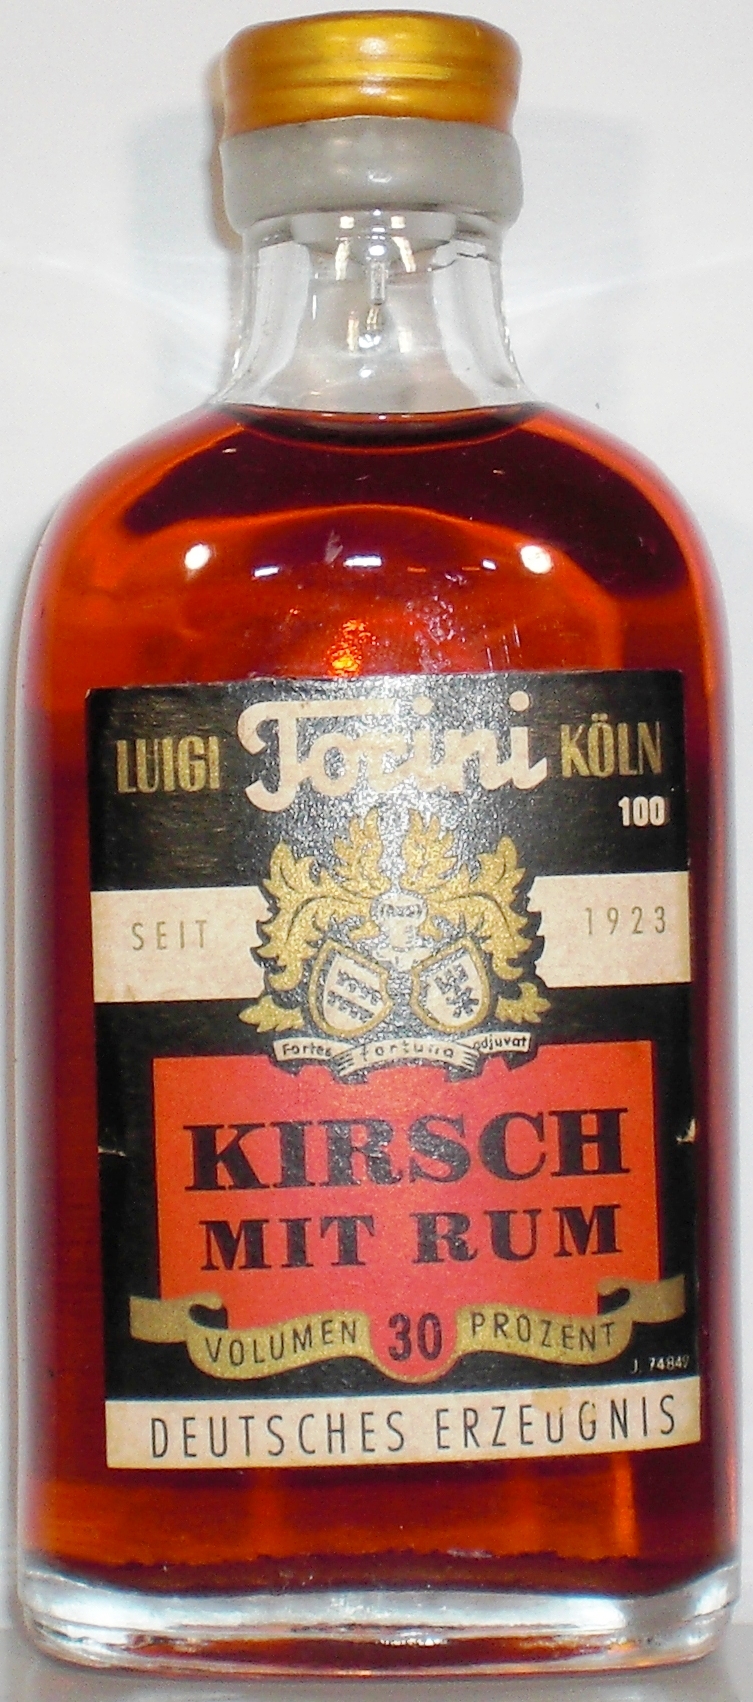 LUIGI Torini KÖLN
100
SEIT 1923
Fortes fortuna adjuvat
KIRSCH
MIT RUM
VOLUMEN 30 PROZENT
J. 74849
DEUTSCHES ERZEUGNIS